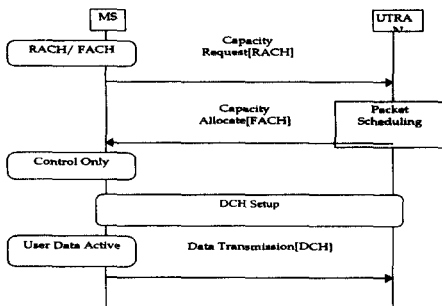 MS
UTRA
N
RACH/ FACH
Capacity
Request[RACH]
Capacity
Allocate[FACH]
Packet
Scheduling
Control Only
DCH Setup
User Data Active
Data Transmission[DCH]